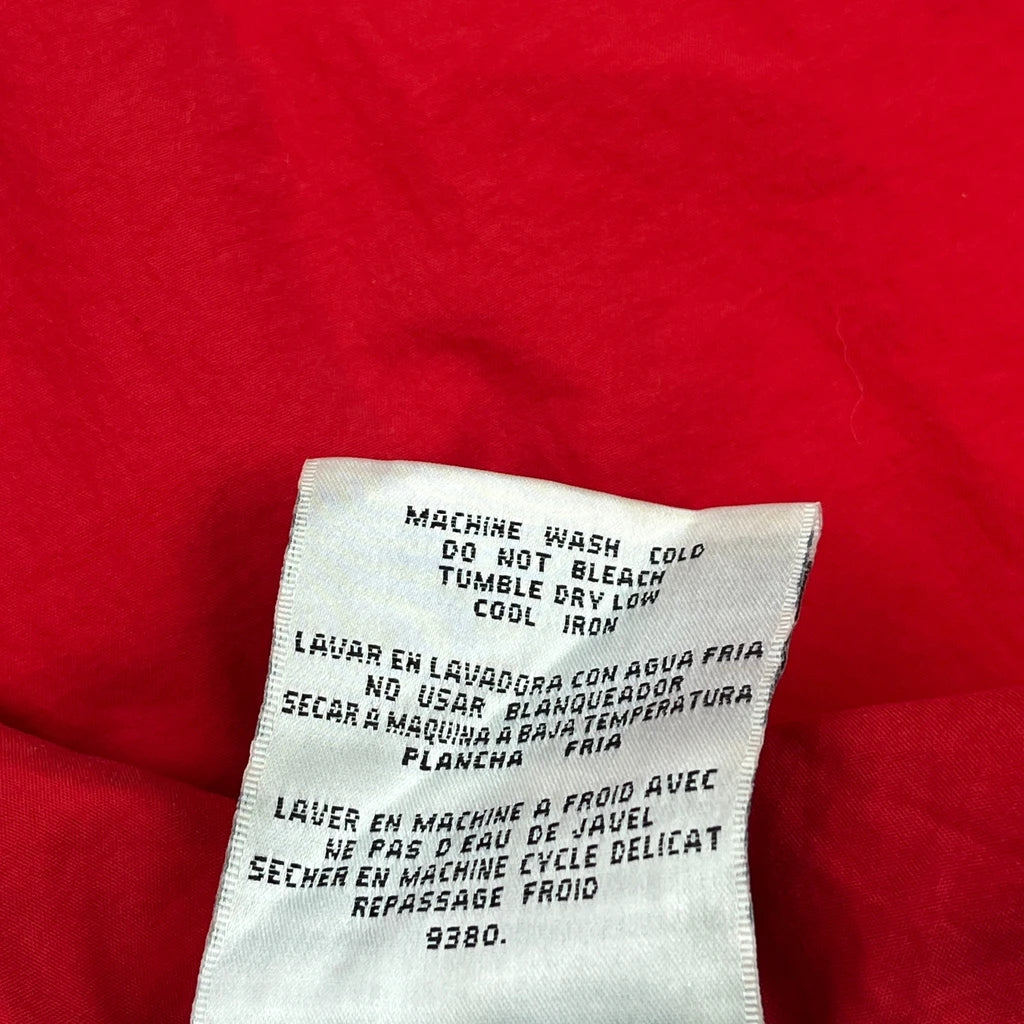 MACHINE WASH COLD
DO NOT BLEACH
TUMBLE DRY LOW
COOL IRON
LAVAR EN LAVADORA CON AGUA FRIA
NO USAR BLANQUEADOR
SECAR A MAQUINA A BAJA TEMPERATURA
PLANCHA FRIA
LAVER EN MACHINE A FROID AVEC
NE PAS D'EAU DE JAVEL
SECHER EN MACHINE CYCLE DELICAT
REPASSAGE FROID
9380.